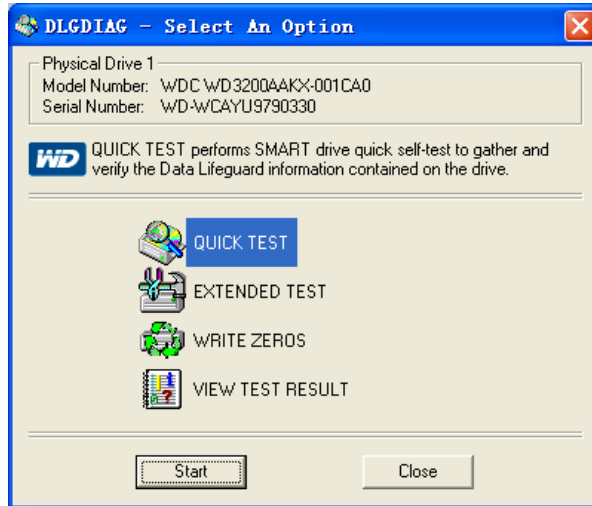 DLGDIAG - Select An Option
Physical Drive 1
Model Number: WDC WD3200AAKX-001CA0
Serial Number: WD-WCAYU9790330
WD
QUICK TEST performs SMART drive quick self-test to gather and
verify the Data Lifeguard information contained on the drive.
QUICK TEST
EXTENDED TEST
WRITE ZEROS
VIEW TEST RESULT
Start Close